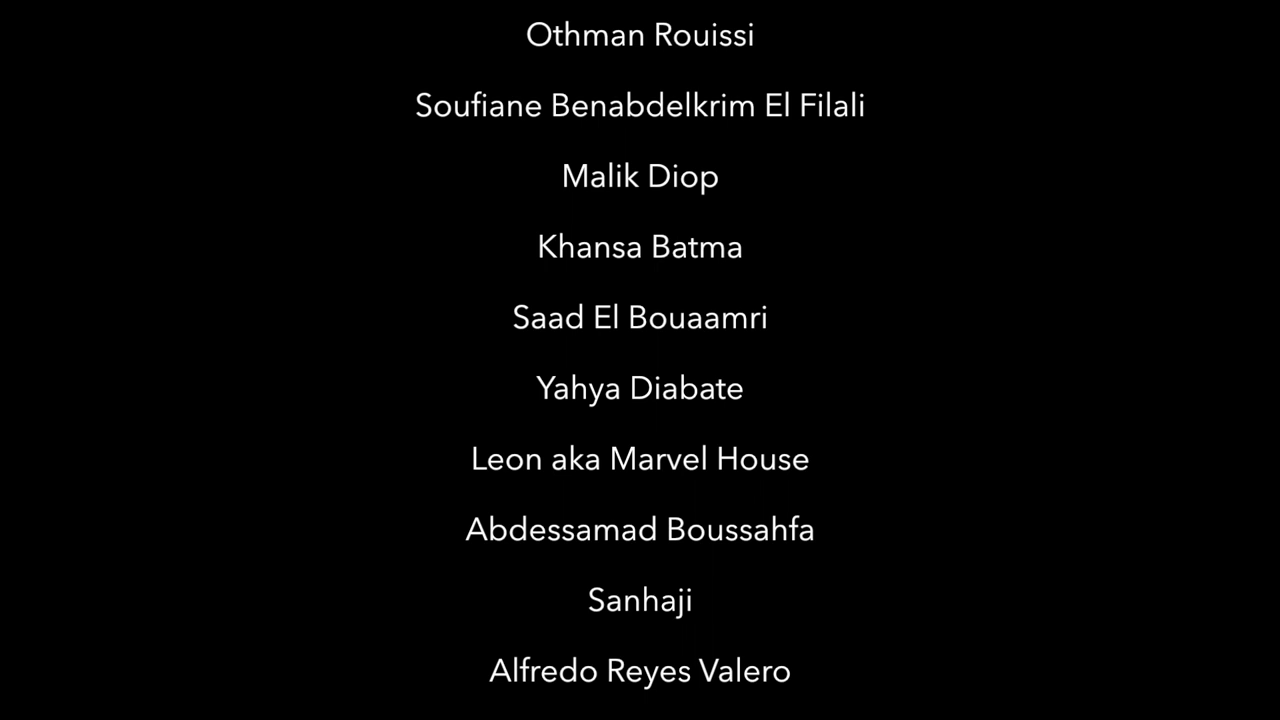 Othman Rouissi
Soufiane Benabdelkrim El Filali
Malik Diop
Khansa Batma
Saad El Bouaamri
Yahya Diabate
Leon aka Marvel House
Abdessamad Boussahfa
Sanhaji
Alfredo Reyes Valero